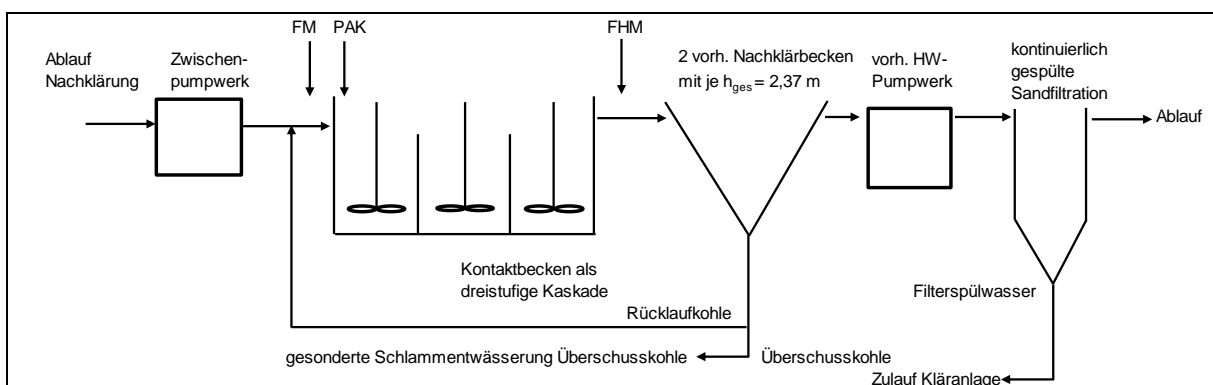 FM
PAK
FHM
Ablauf
Nachklärung
Zwischen-
pumpwerk
2 vorh. Nachklärbecken
mit je hges = 2,37 m
vorh. HW-
Pumpwerk
kontinuierlich
gespülte
Sandfiltration
Ablauf
Kontaktbecken als
dreistufige Kaskade
Rücklaufkohle
Filterspülwasser
gesonderte Schlammentwässerung Überschusskohle
Überschusskohle
Zulauf Kläranlage